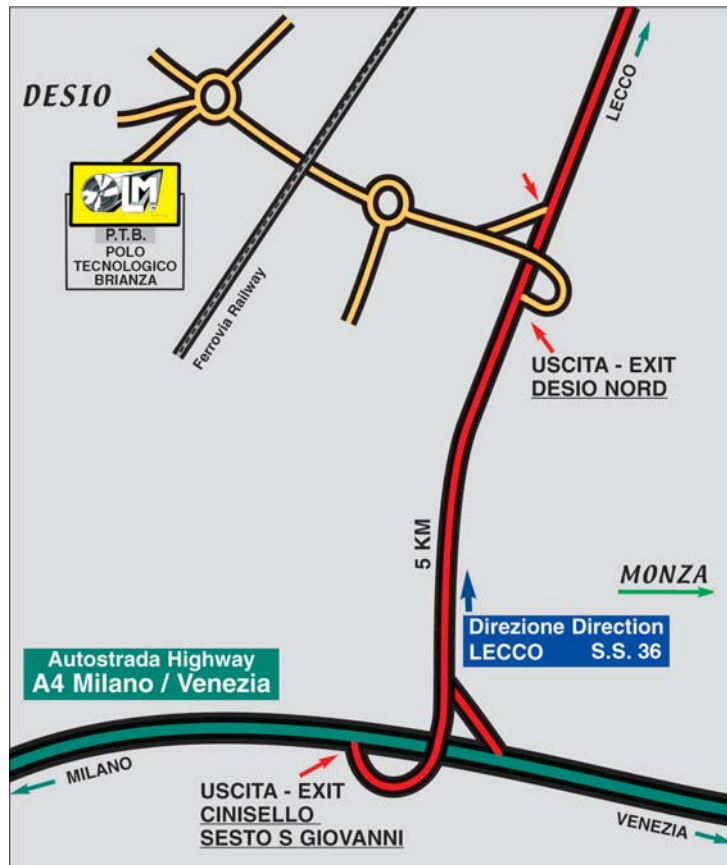 LECCO
DESIO
OLM
P.T.B.
POLO
TECNOLOGICO
BRIANZA
Ferrovia Railway
USCITA - EXIT
DESIO NORD
5 KM
MONZA
Direzione Direction
LECCO S.S. 36
Autostrada Highway
A4 Milano / Venezia
MILANO
USCITA - EXIT
CINISELLO
SESTO S GIOVANNI
VENEZIA